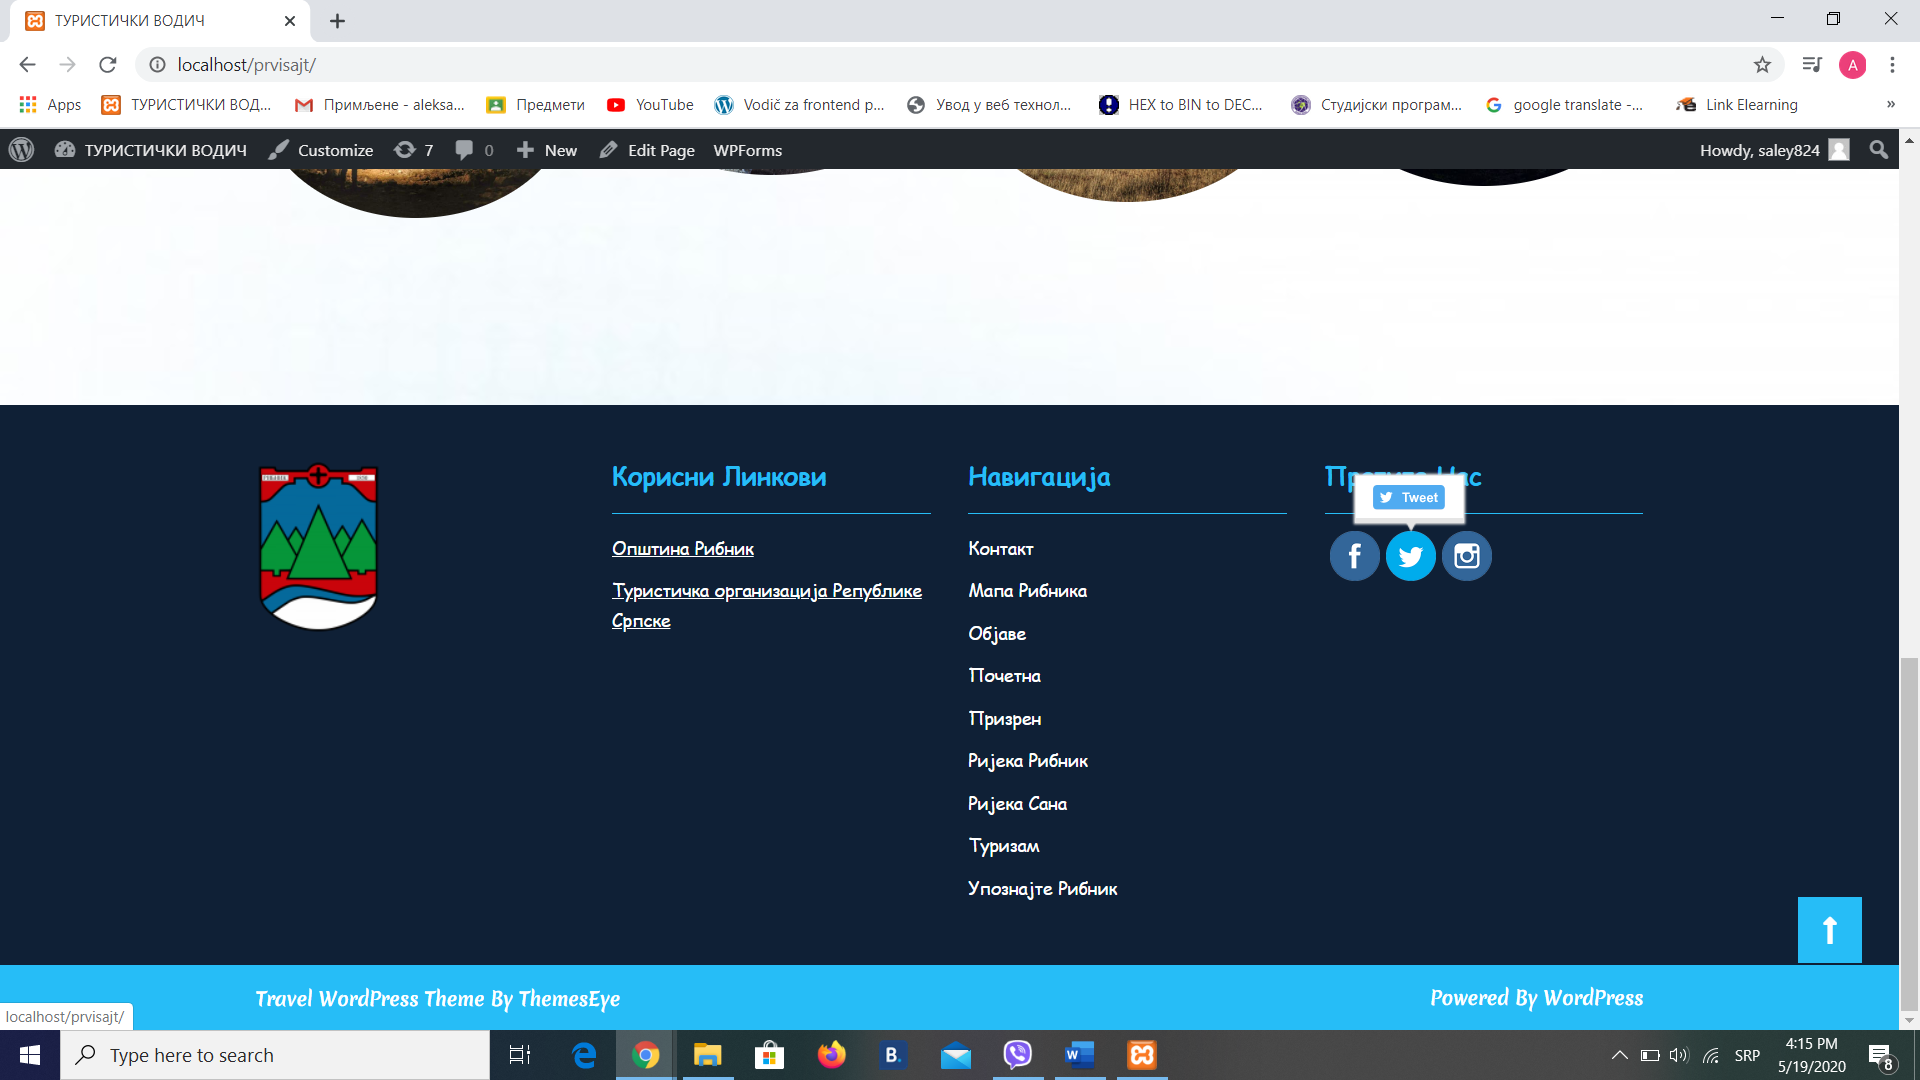 ТУРИСТИЧКИ ВОДИЧ
localhost/prvisajt/
A
Apps
ТУРИСТИЧКИ ВОД...
Примљене - aleksa...
Предмети
YouTube
Vodič za frontend p...
Увод у веб технол...
HEX to BIN to DEC...
Студијски програм...
google translate -...
Link Elearning
»
ТУРИСТИЧКИ ВОДИЧ
Customize
7
0
New
Edit Page
WPForms
Howdy, saley824
Корисни Линкови
Општина Рибник
Туристичка организација Републике
Српске
Навигација
Контакт
Мапа Рибника
Објаве
Почетна
Призрен
Ријека Рибник
Ријека Сана
Туризам
Упознајте Рибник
Tweet
Travel WordPress Theme By ThemesEye
Powered By WordPress
localhost/prvisajt/
Type here to search
B.
SRP
4:15 PM
5/19/2020
8